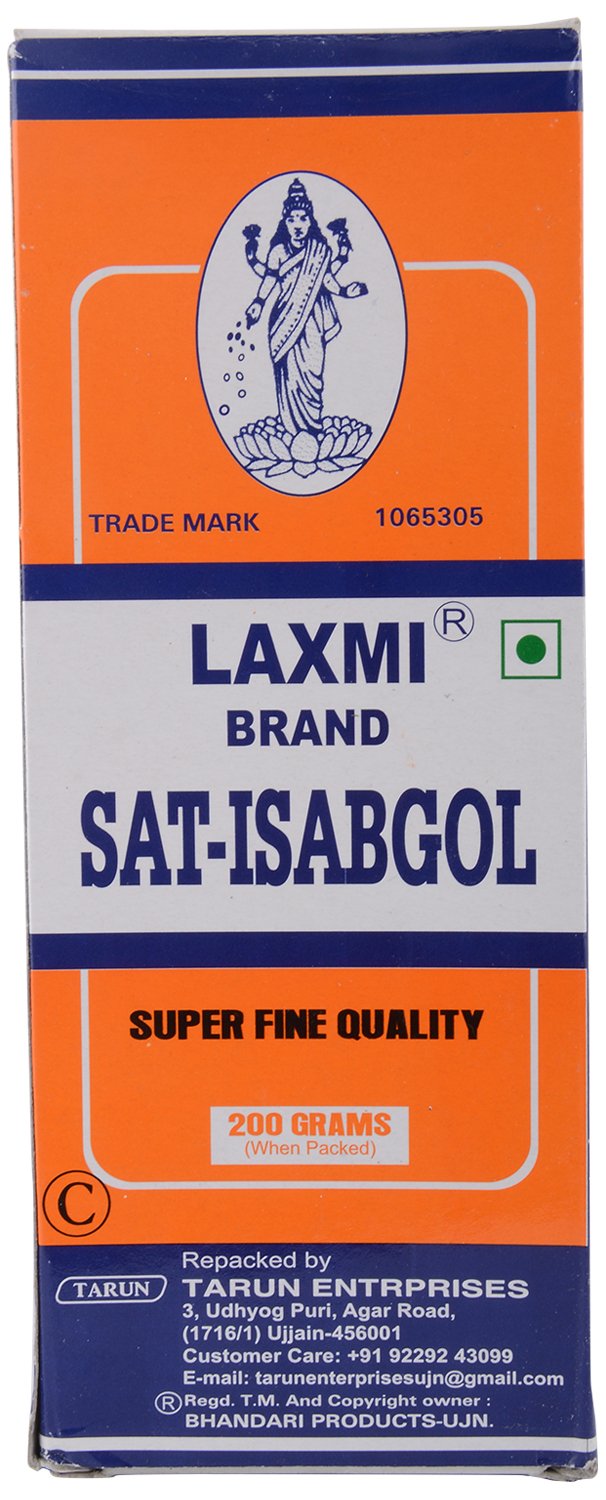 TRADE MARK 1065305
LAXMI ®
BRAND
SAT-ISABGOL
SUPER FINE QUALITY
200 GRAMS
(When Packed)
©
Repacked by
TARUN TARUN ENTRPRISES
3, Udhyog Puri, Agar Road,
(1716/1) Ujjain-456001
Customer Care: +91 92292 43099
E-mail: tarunenterprisesujn@gmail.com
® Regd. T.M. And Copyright owner :
BHANDARI PRODUCTS-UJN.